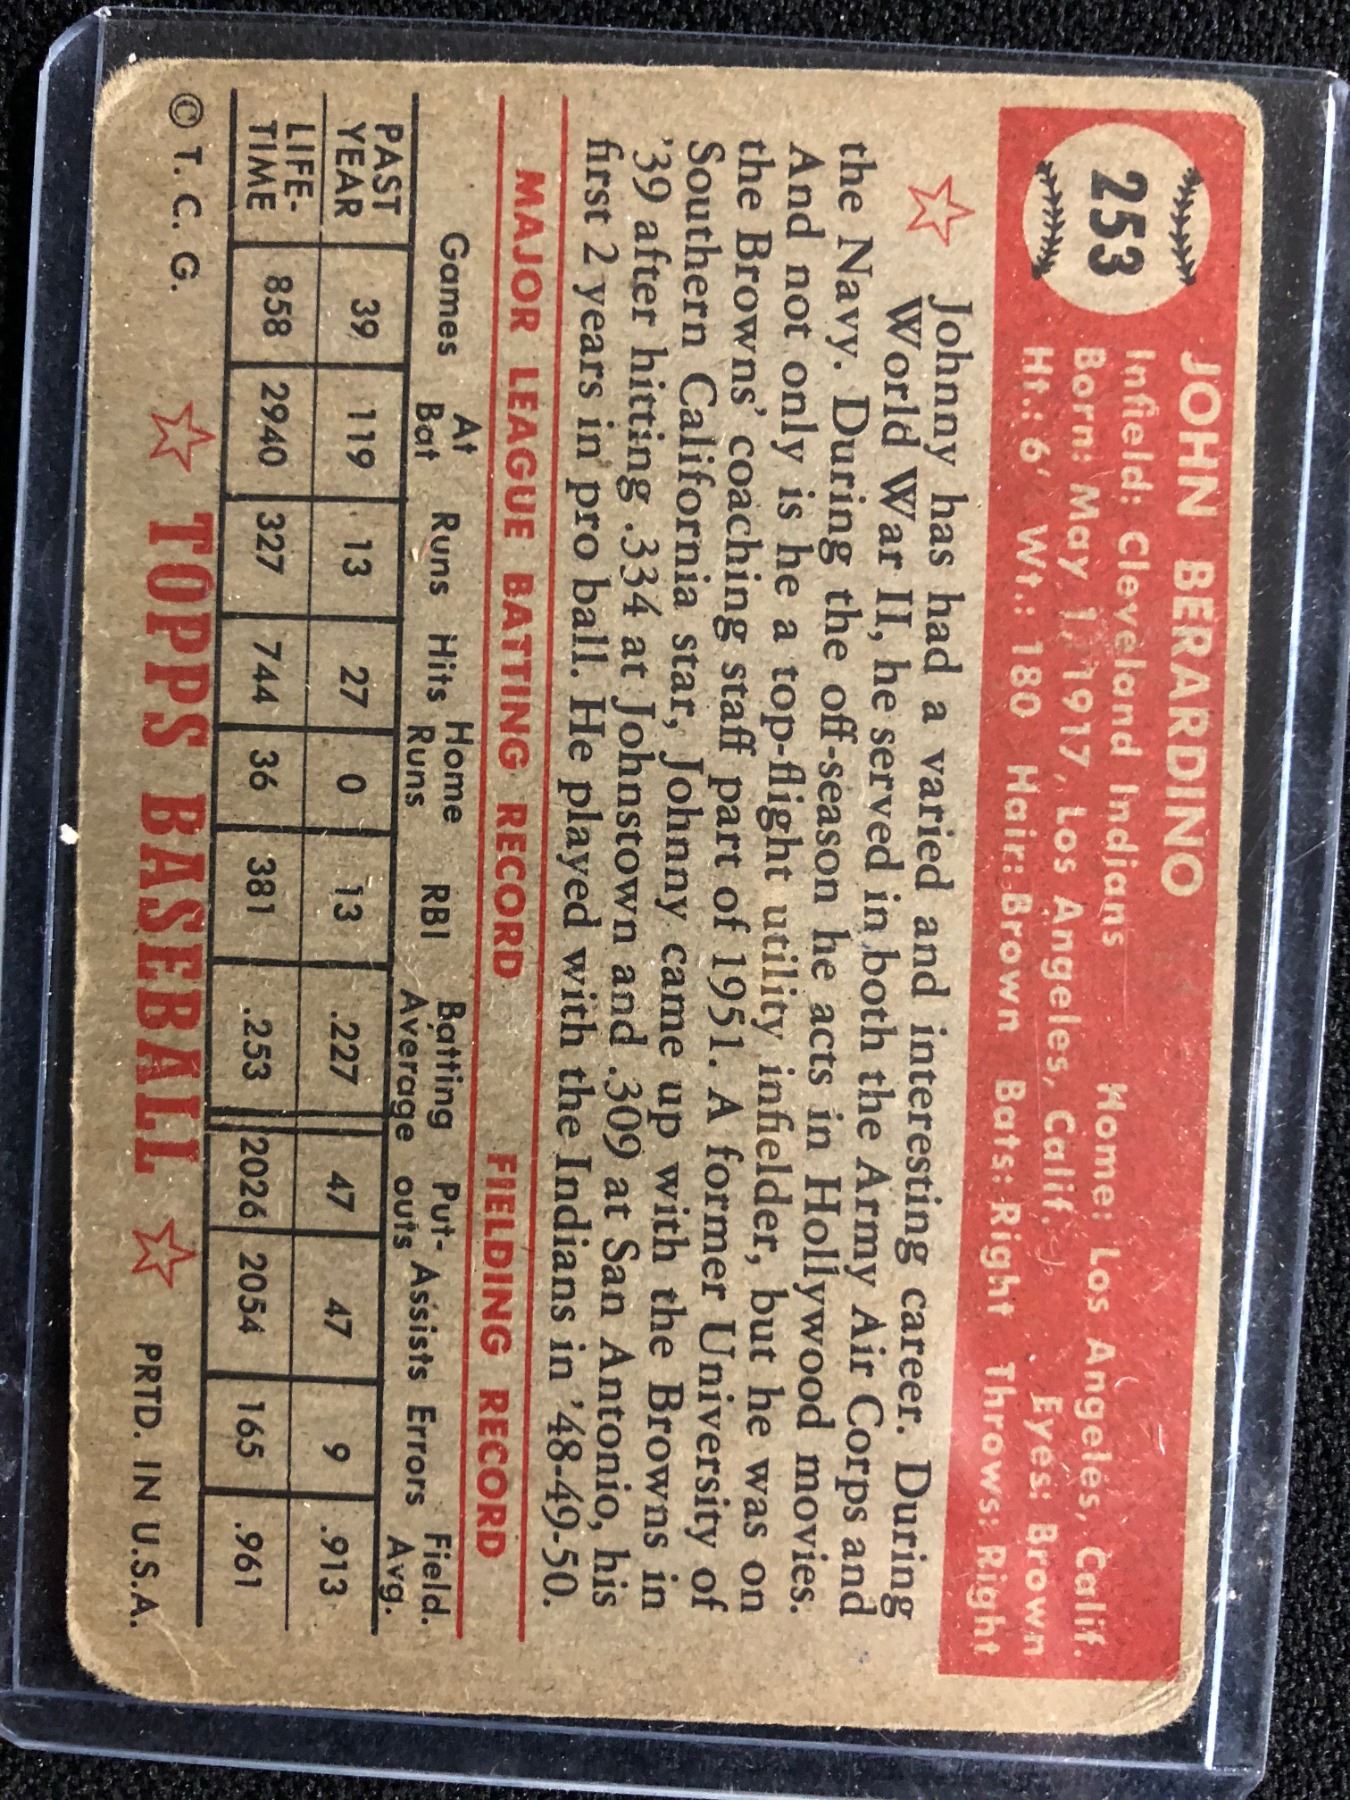 253
JOHN BERARDINO
Infield: Cleveland Indians Home: Los Angeles, Calif.
Born: May 1, 1917, Los Angeles, Calif. Eyes: Brown
Ht.: 6' Wt.: 180 Hair: Brown Bats: Right Throws: Right
Johnny has had a varied and interesting career. During
World War II, he served in both the Army Air Corps and
the Navy. During the off-season he acts in Hollywood movies.
And not only is he a top-flight utility infielder, but he was on
the Browns' coaching staff part of 1951. A former University of
Southern California star, Johnny came up with the Browns in
'39 after hitting .334 at Johnstown and .309 at San Antonio, his
first 2 years in pro ball. He played with the Indians in '48-49-50.
MAJOR LEAGUE BATTING RECORD FIELDING RECORD
Games At Bat Runs Hits Home Runs RBI Batting Average Put-outs Assists Errors Field. Avg.
PAST YEAR 39 119 13 27 0 13 .227 47 47 9 .913
LIFE-TIME 858 2940 327 744 36 381 .253 2026 2054 165 .961
© T. C. G. TOPPS BASEBALL PRTD. IN U.S.A.